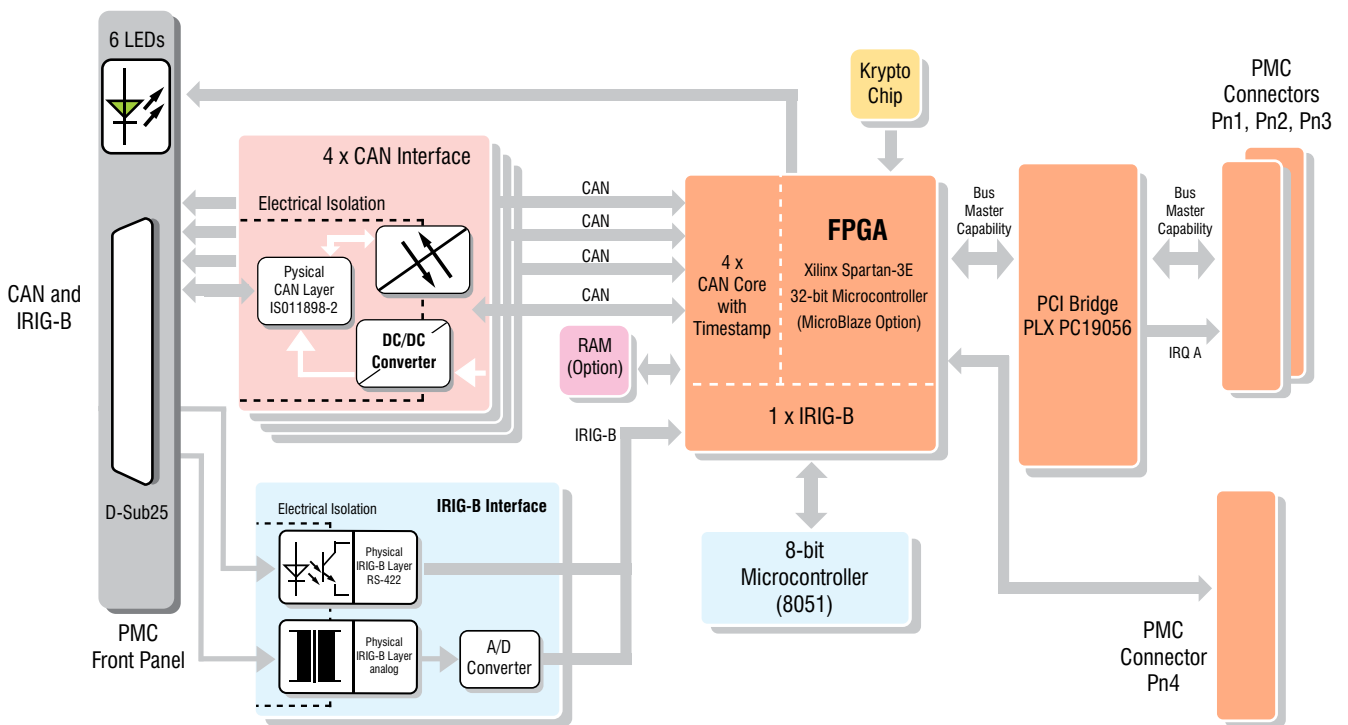 6 LEDs
CAN and
IRIG-B
D-Sub25
PMC
Front Panel
4 x CAN Interface
Electrical Isolation
Pysical
CAN Layer
IS011898-2
DC/DC
Converter
CAN
CAN
CAN
CAN
RAM
(Option)
IRIG-B
Electrical Isolation
IRIG-B Interface
Physical
IRIG-B Layer
RS-422
Physical
IRIG-B Layer
analog
A/D
Converter
Krypto
Chip
4 x
CAN Core
with
Timestamp
FPGA
Xilinx Spartan-3E
32-bit Microcontroller
(MicroBlaze Option)
1 x IRIG-B
8-bit
Microcontroller
(8051)
Bus
Master
Capability
PCI Bridge
PLX PC19056
Bus
Master
Capability
IRQ A
PMC
Connectors
Pn1, Pn2, Pn3
PMC
Connector
Pn4